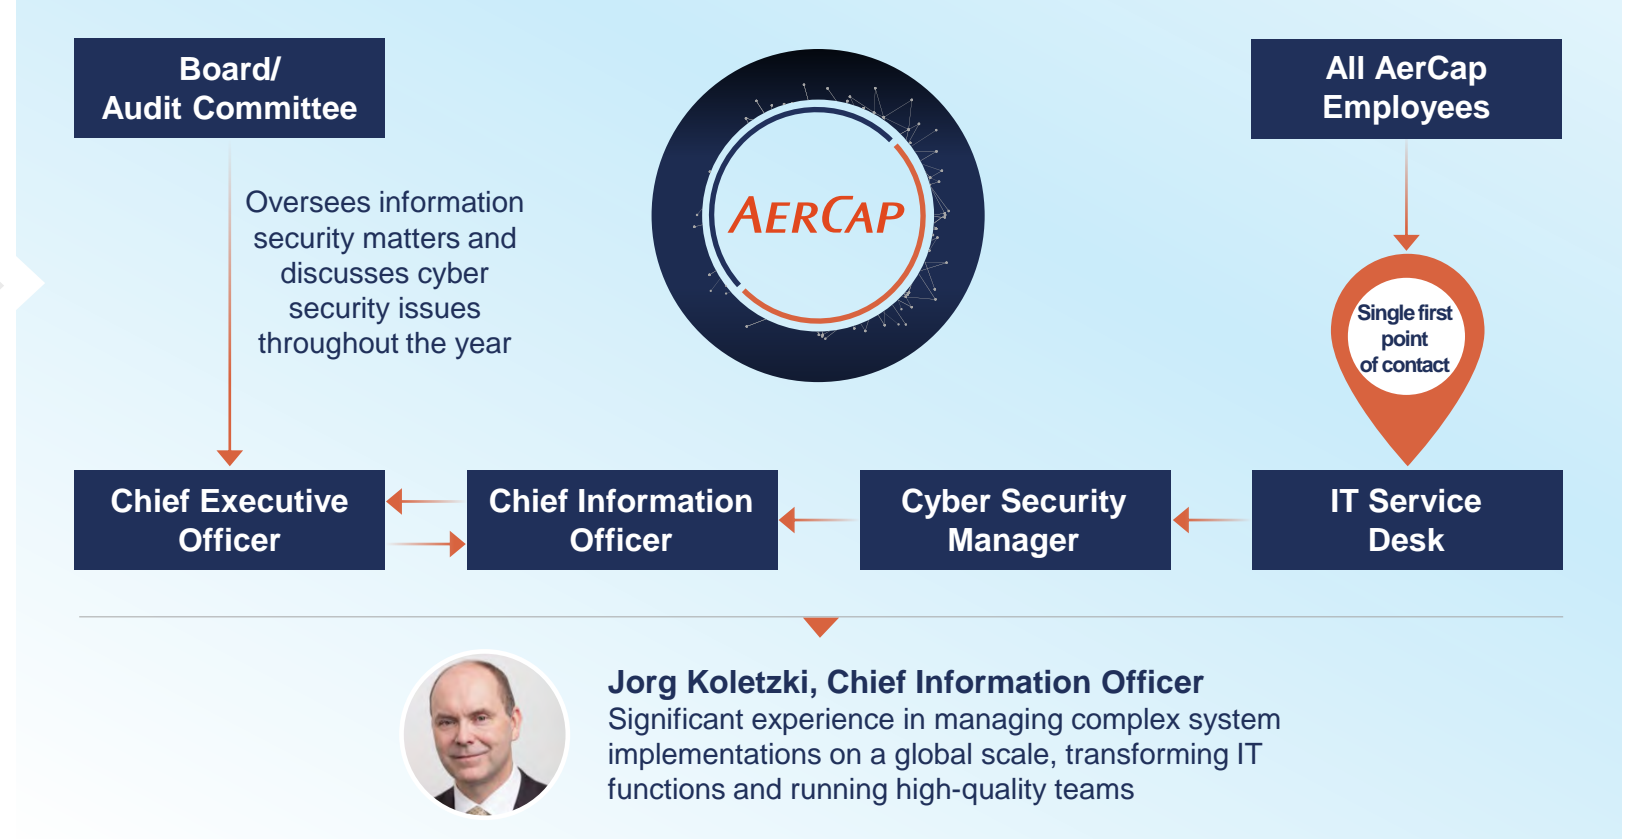 Board/
Audit Committee
All AerCap
Employees
Oversees information
security matters and
discusses cyber
security issues
throughout the year
AERCAP
Single first
point
of contact
Chief Executive
Officer
Chief Information
Officer
Cyber Security
Manager
IT Service
Desk
Jorg Koletzki, Chief Information Officer
Significant experience in managing complex system
implementations on a global scale, transforming IT
functions and running high-quality teams